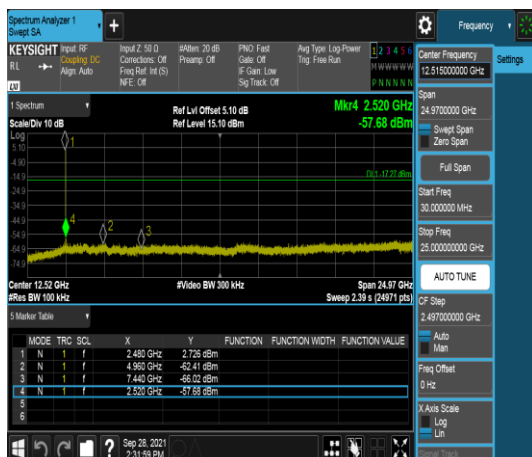 Spectrum Analyzer 1
Swept SA
Frequency
KEYSIGHT
RL
LXI
Input: RF
Coupling: DC
Align: Auto
Input Z: 50 Ω
Corrections: Off
Freq Ref: Int (S)
NFE: Off
#Atten: 20 dB
Preamp: Off
PNO: Fast
Gate: Off
IF Gain: Low
Sig Track: Off
Avg Type: Log-Power
Trig: Free Run
1 2 3 4 5 6
M W W W W W
P N N N N N
Center Frequency
12.515000000 GHz
Settings
Span
24.9700000 GHz
Swept Span
Zero Span
Full Span
Start Freq
30.000000 MHz
Stop Freq
25.000000000 GHz
AUTO TUNE
CF Step
2.497000000 GHz
Auto
Man
Freq Offset
0 Hz
X Axis Scale
Log
Lin
Signal Track
1 Spectrum
Scale/Div 10 dB
Ref Lvl Offset 5.10 dB
Ref Level 15.10 dBm
Mkr4 2.520 GHz
-57.68 dBm
Log
5.10
-4.90
-14.9
-24.9
-34.9
-44.9
-54.9
-64.9
-74.9
1
2
3
4
DL1 -17.27 dBm
Center 12.52 GHz
#Res BW 100 kHz
#Video BW 300 kHz
Span 24.97 GHz
Sweep 2.39 s (24971 pts)
5 Marker Table
MODE TRC SCL X Y FUNCTION FUNCTION WIDTH FUNCTION VALUE
1 N 1 f 2.480 GHz 2.726 dBm
2 N 1 f 4.960 GHz -62.41 dBm
3 N 1 f 7.440 GHz -66.02 dBm
4 N 1 f 2.520 GHz -57.68 dBm
5
6
?
Sep 28, 2021
2:31:59 PM